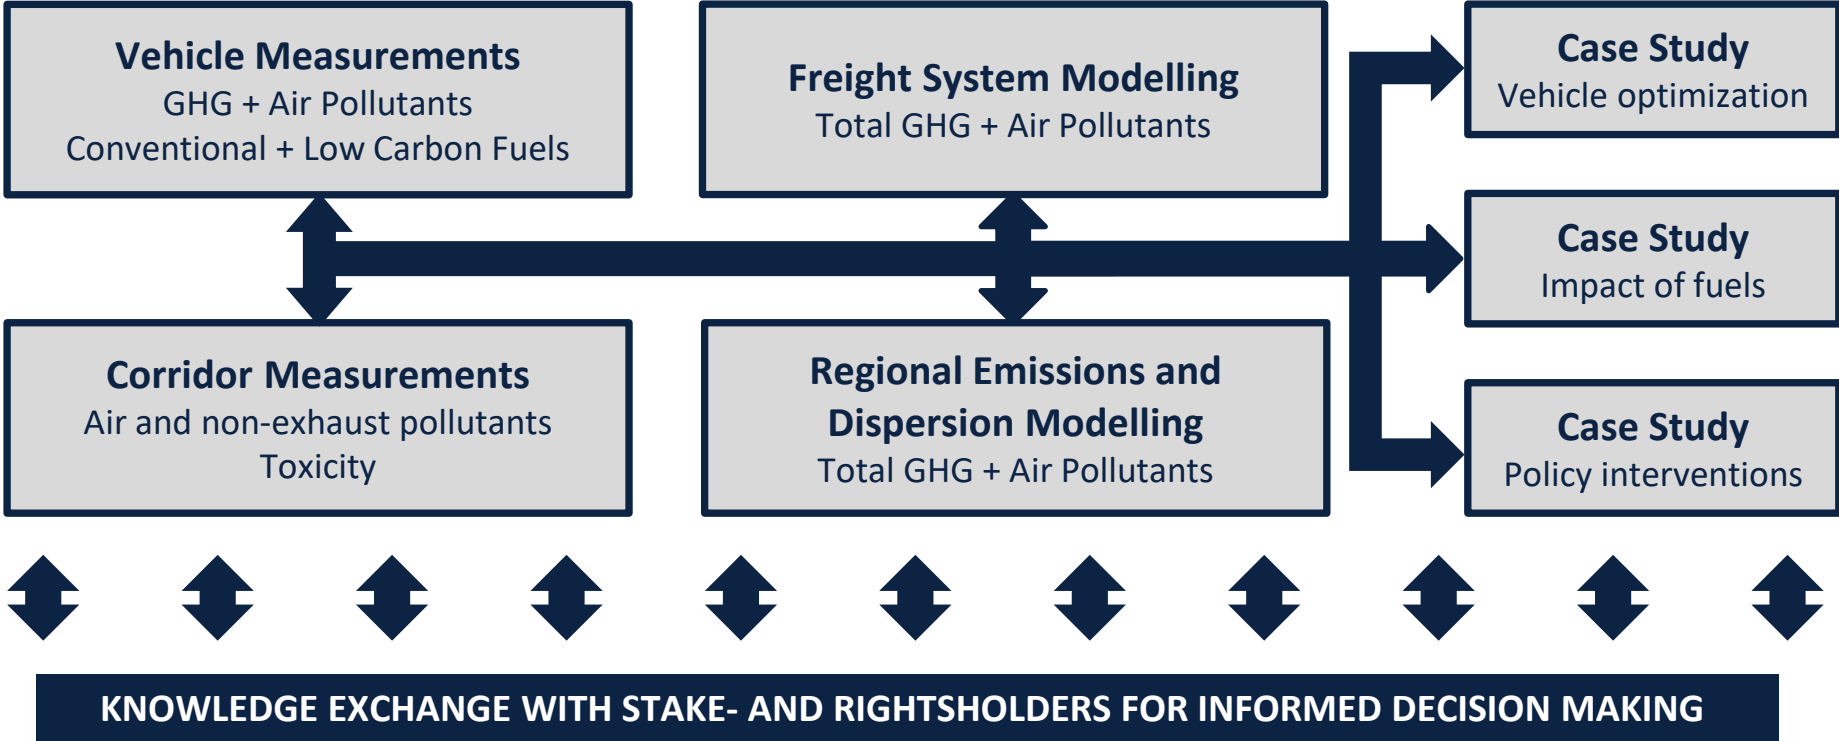 Vehicle Measurements
GHG + Air Pollutants
Conventional + Low Carbon Fuels
Freight System Modelling
Total GHG + Air Pollutants
Case Study
Vehicle optimization
Case Study
Impact of fuels
Corridor Measurements
Air and non-exhaust pollutants
Toxicity
Regional Emissions and
Dispersion Modelling
Total GHG + Air Pollutants
Case Study
Policy interventions
KNOWLEDGE EXCHANGE WITH STAKE- AND RIGHTSHOLDERS FOR INFORMED DECISION MAKING